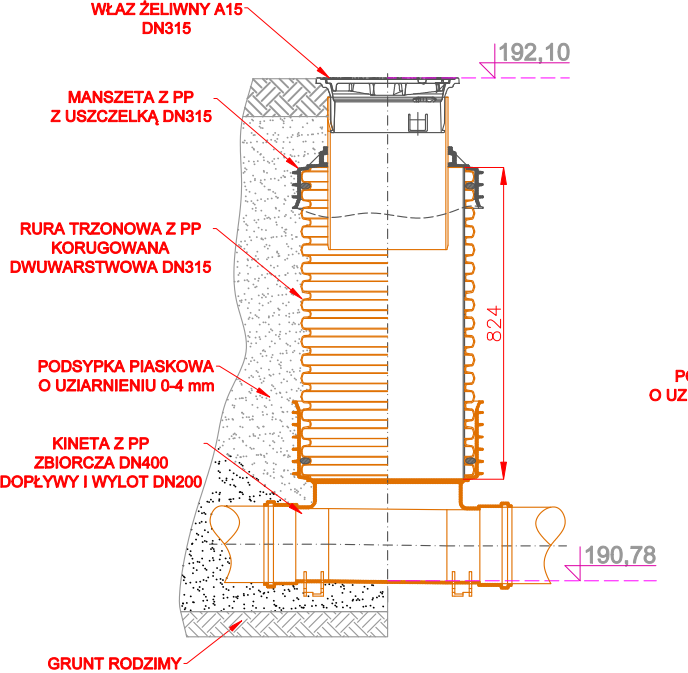 WŁAZ ŻELIWNY A15
DN315
192,10
MANSZETA Z PP
Z USZCZELKĄ DN315
RURA TRZONOWA Z PP
KORUGOWANA
DWUWARSTWOWA DN315
824
PODSYPKA PIASKOWA
O UZIARNIENIU 0-4 mm
KINETA Z PP
ZBIORCZA DN400
DOPŁYWY I WYLOT DN200
190,78
GRUNT RODZIMY
O UZ